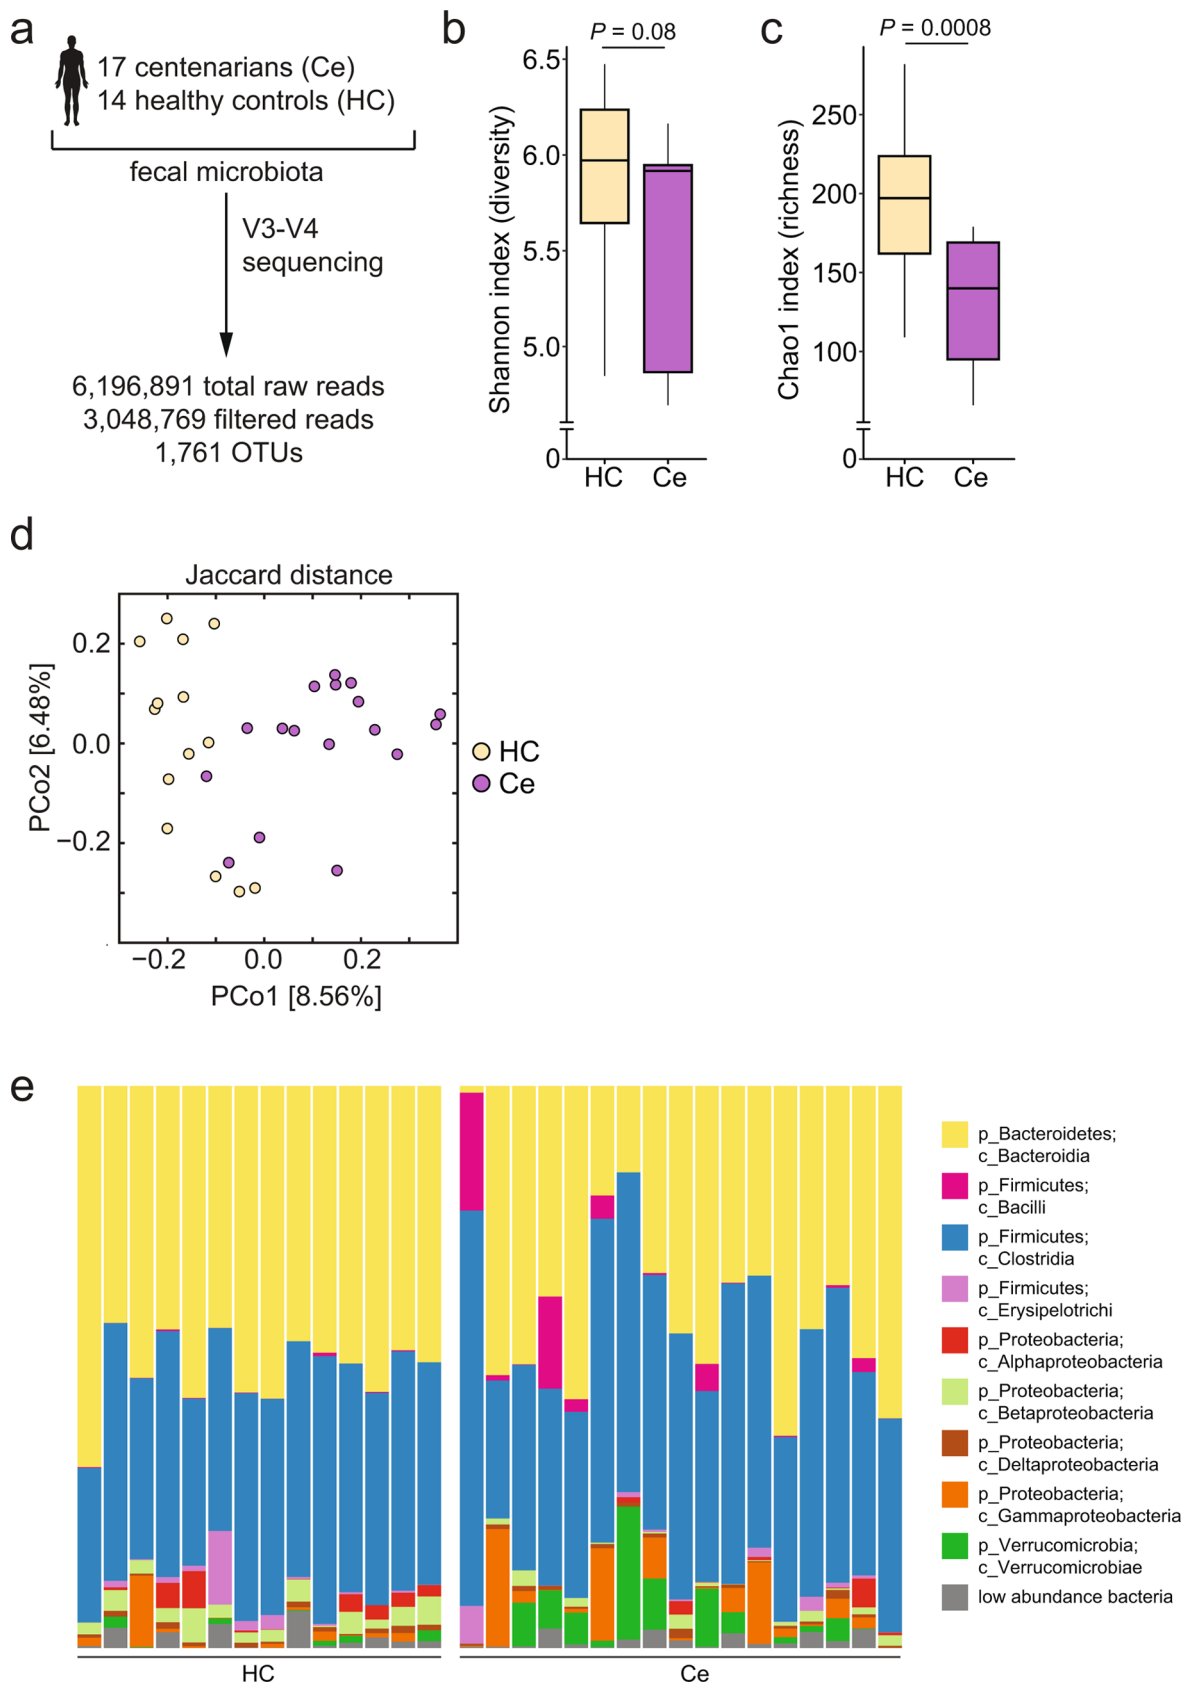 a
17 centenarians (Ce)
14 healthy controls (HC)
fecal microbiota
V3-V4
sequencing
6,196,891 total raw reads
3,048,769 filtered reads
1,761 OTUs
b
P = 0.08
Shannon index (diversity)
6.5
6.0
5.5
5.0
0
HC
Ce
c
P = 0.0008
Chao1 index (richness)
250
200
150
100
0
HC
Ce
d
Jaccard distance
PCo2 [6.48%]
0.2
0.0
−0.2
−0.2
0.0
0.2
PCo1 [8.56%]
HC
Ce
e
HC
Ce
p_Bacteroidetes;
c_Bacteroidia
p_Firmicutes;
c_Bacilli
p_Firmicutes;
c_Clostridia
p_Firmicutes;
c_Erysipelotrichi
p_Proteobacteria;
c_Alphaproteobacteria
p_Proteobacteria;
c_Betaproteobacteria
p_Proteobacteria;
c_Deltaproteobacteria
p_Proteobacteria;
c_Gammaproteobacteria
p_Verrucomicrobia;
c_Verrucomicrobiae
low abundance bacteria